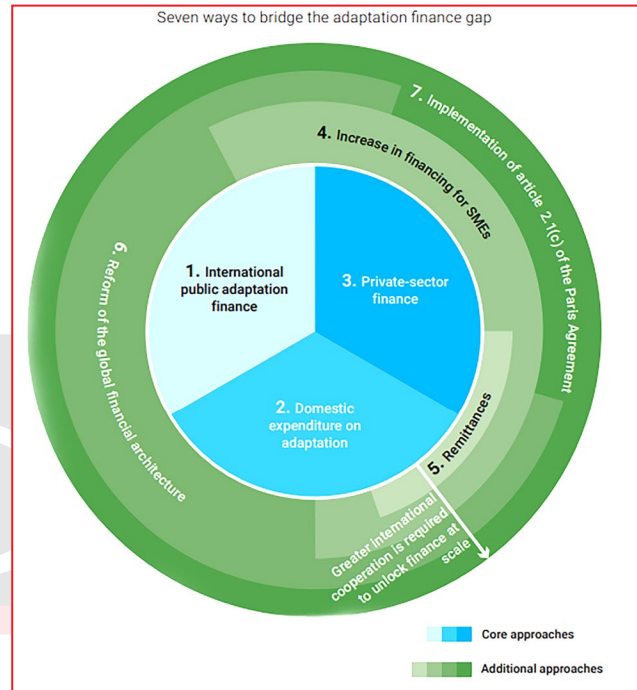 Seven ways to bridge the adaptation finance gap
7. Implementation of article 2.1(c) of the Paris Agreement
4. Increase in financing for SMEs
6. Reform of the global financial architecture
1. International
public adaptation
finance
3. Private-sector
finance
2. Domestic
expenditure on
adaptation
5. Remittances
Greater international
cooperation is required
to unlock finance at
scale
Core approaches
Additional approaches